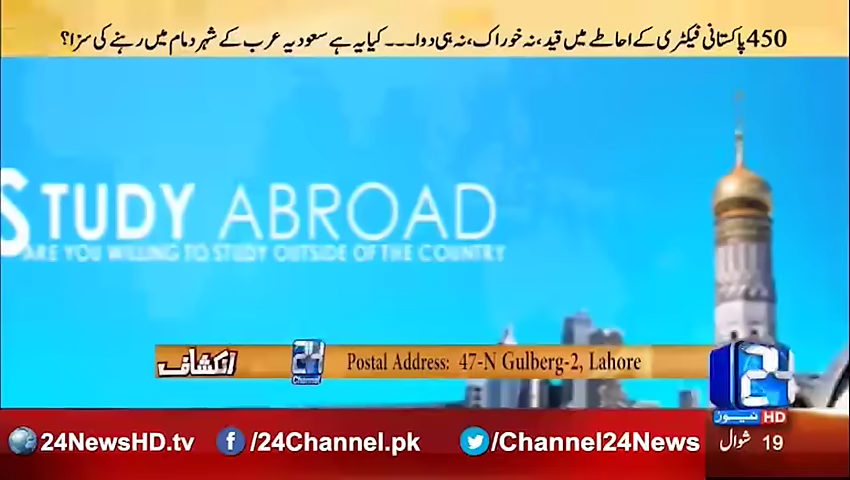 450 پاکستانی فیکٹری کے احاطے میں قید، نہ خوراک، نہ ہی دوا۔۔۔ کیا یہ ہے سعودیہ عرب کے شہر دمام میں رہنے کی سزا؟
STUDY ABROAD
ARE YOU WILLING TO STUDY OUTSIDE OF THE COUNTRY
انکشاف 24 Channel Postal Address: 47-N Gulberg-2, Lahore
24
نیوز HD
24NewsHD.tv f /24Channel.pk /Channel24News 19 شوال